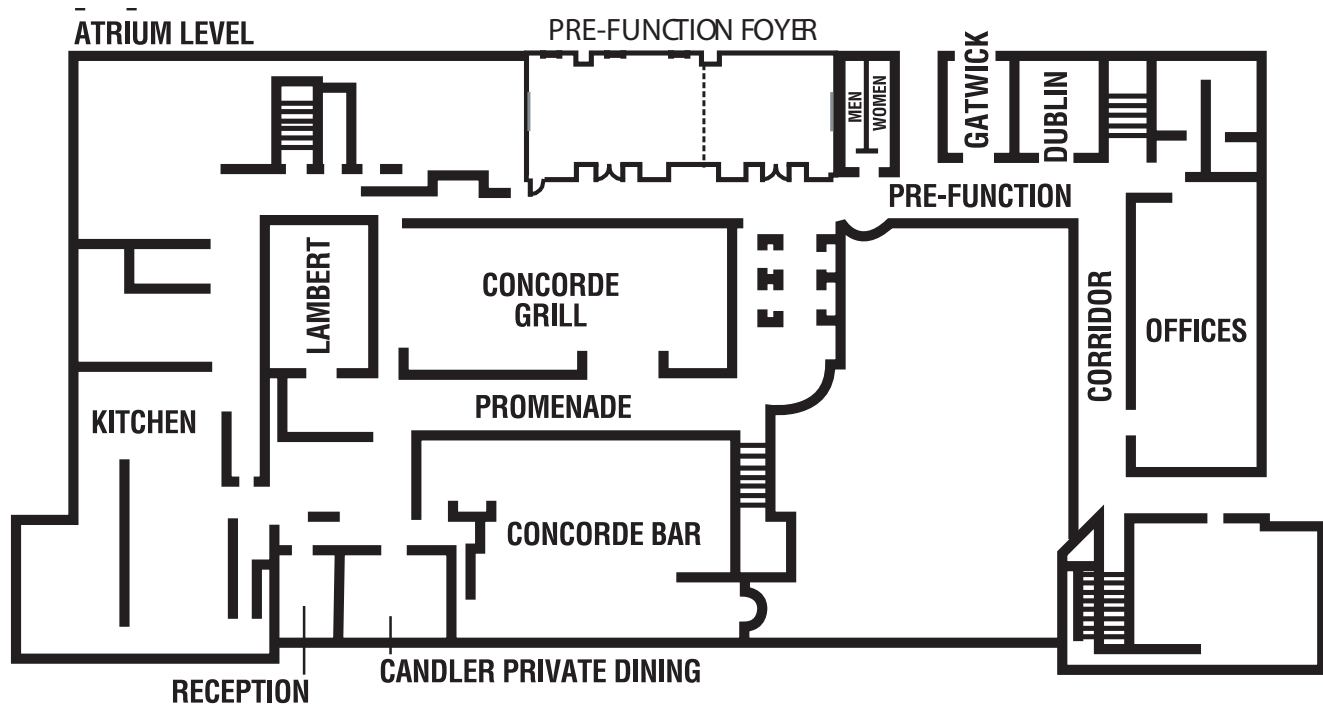 ATRIUM LEVEL
PRE-FUNCTION FOYER
MEN
WOMEN
GATWICK
DUBLIN
PRE-FUNCTION
LAMBERT
CONCORDE
GRILL
CORRIDOR
OFFICES
KITCHEN
PROMENADE
CONCORDE BAR
CANDLER PRIVATE DINING
RECEPTION